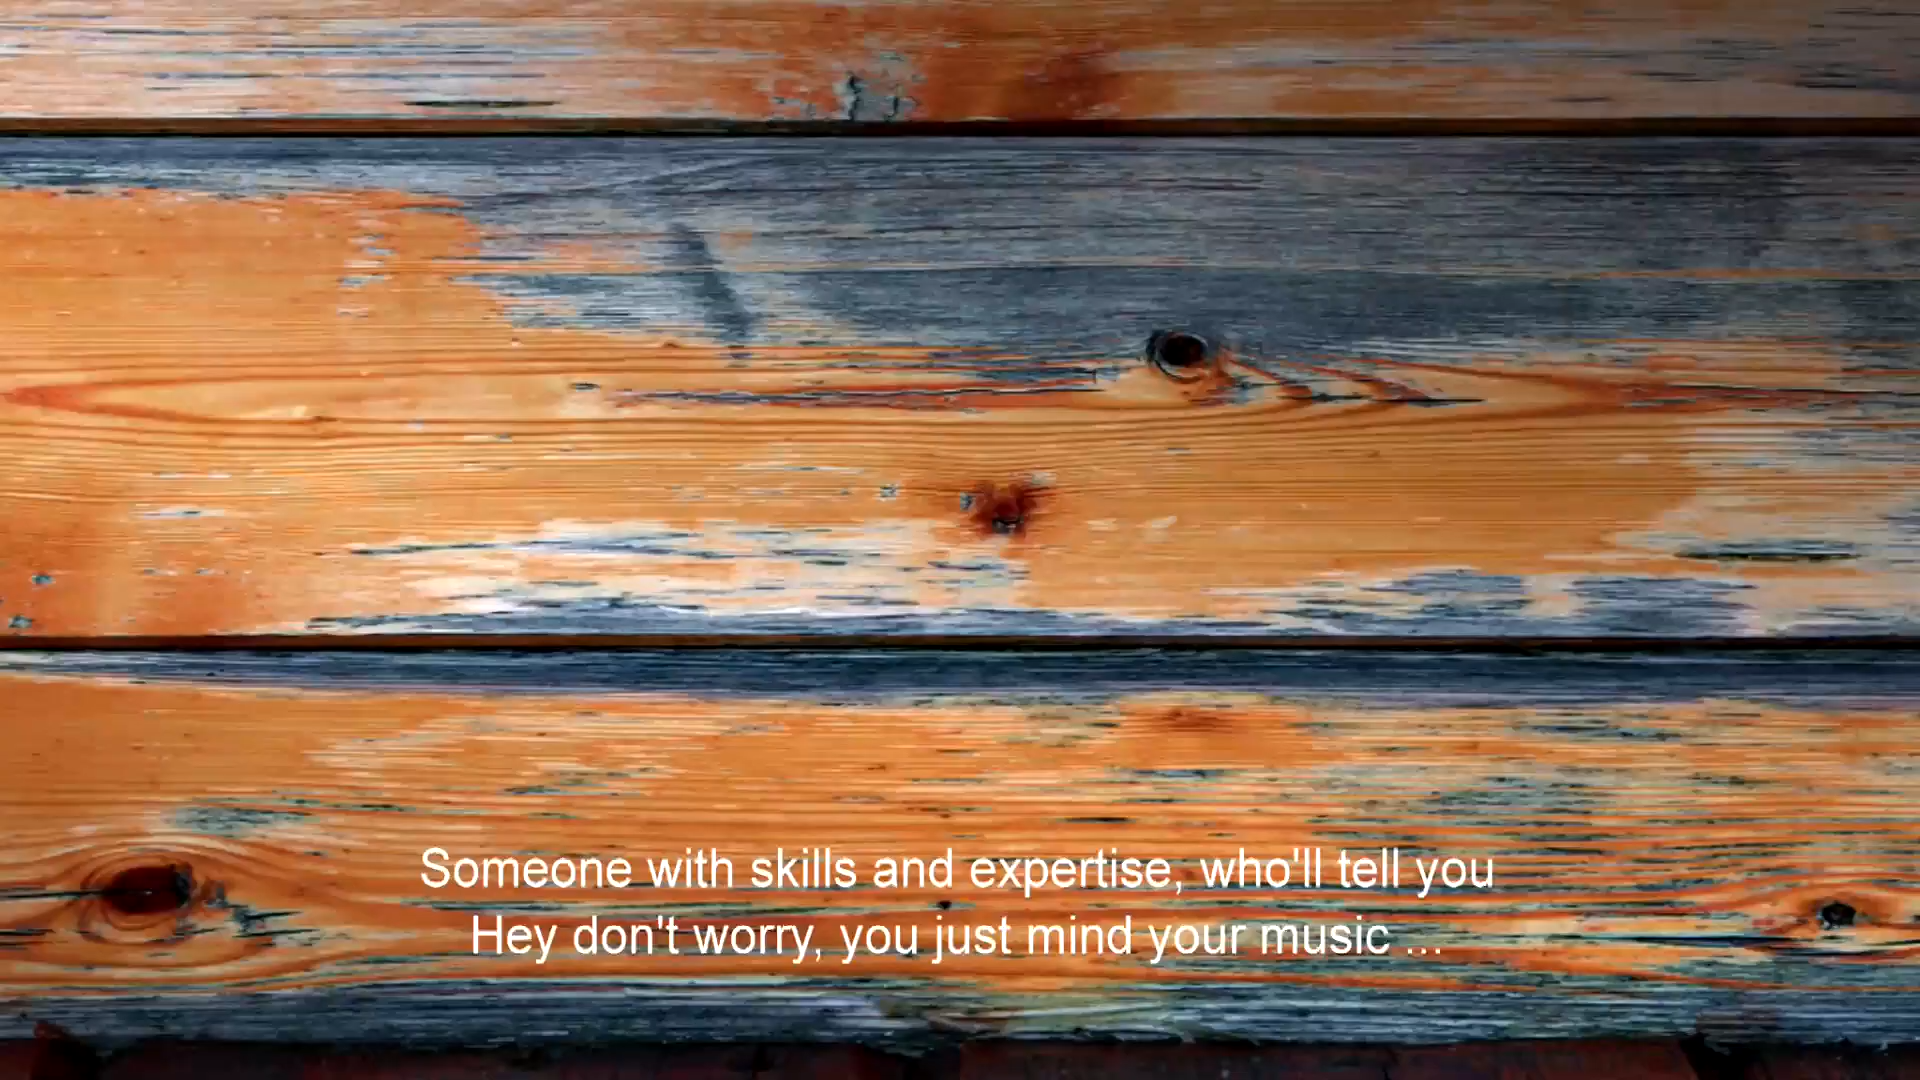 Someone with skills and expertise, who'll tell you
Hey don't worry, you just mind your music ...